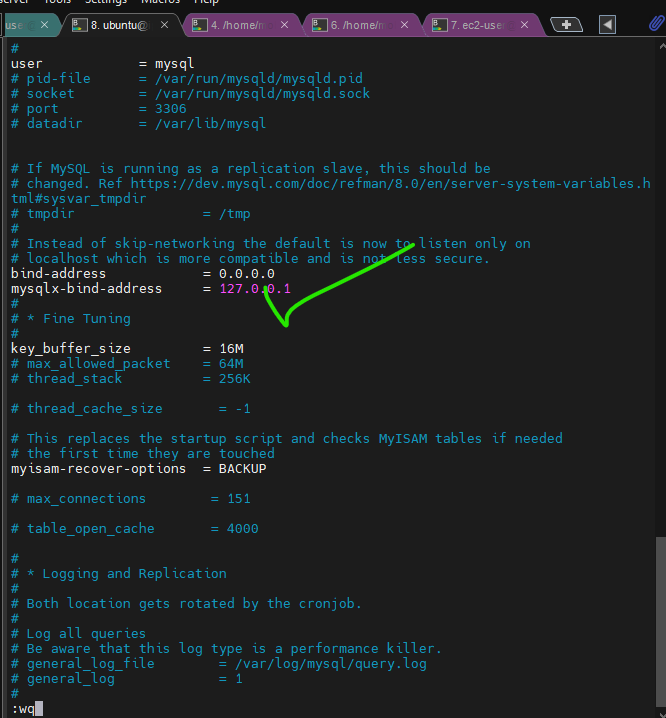 erver Tools Settings Macros Help
user@
8. ubuntu@
4. /home/m
6. /home/m
7. ec2-user
#
user = mysql
# pid-file = /var/run/mysqld/mysqld.pid
# socket = /var/run/mysqld/mysqld.sock
# port = 3306
# datadir = /var/lib/mysql
# If MySQL is running as a replication slave, this should be
# changed. Ref https://dev.mysql.com/doc/refman/8.0/en/server-system-variables.h
tml#sysvar_tmpdir
# tmpdir = /tmp
#
# Instead of skip-networking the default is now to listen only on
# localhost which is more compatible and is not less secure.
bind-address = 0.0.0.0
mysqlx-bind-address = 127.0.0.1
#
# * Fine Tuning
#
key_buffer_size = 16M
# max_allowed_packet = 64M
# thread_stack = 256K
# thread_cache_size = -1
# This replaces the startup script and checks MyISAM tables if needed
# the first time they are touched
myisam-recover-options = BACKUP
# max_connections = 151
# table_open_cache = 4000
#
# * Logging and Replication
#
# Both location gets rotated by the cronjob.
#
# Log all queries
# Be aware that this log type is a performance killer.
# general_log_file = /var/log/mysql/query.log
# general_log = 1
#
:wq